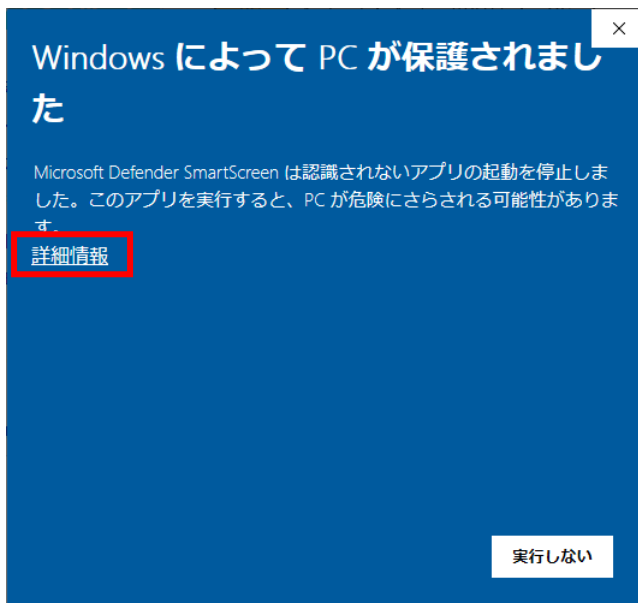 Windows によって PC が保護されまし
た
Microsoft Defender SmartScreen は認識されないアプリの起動を停止しま
した。このアプリを実行すると、PC が危険にさらされる可能性がありま
す。
詳細情報
実行しない